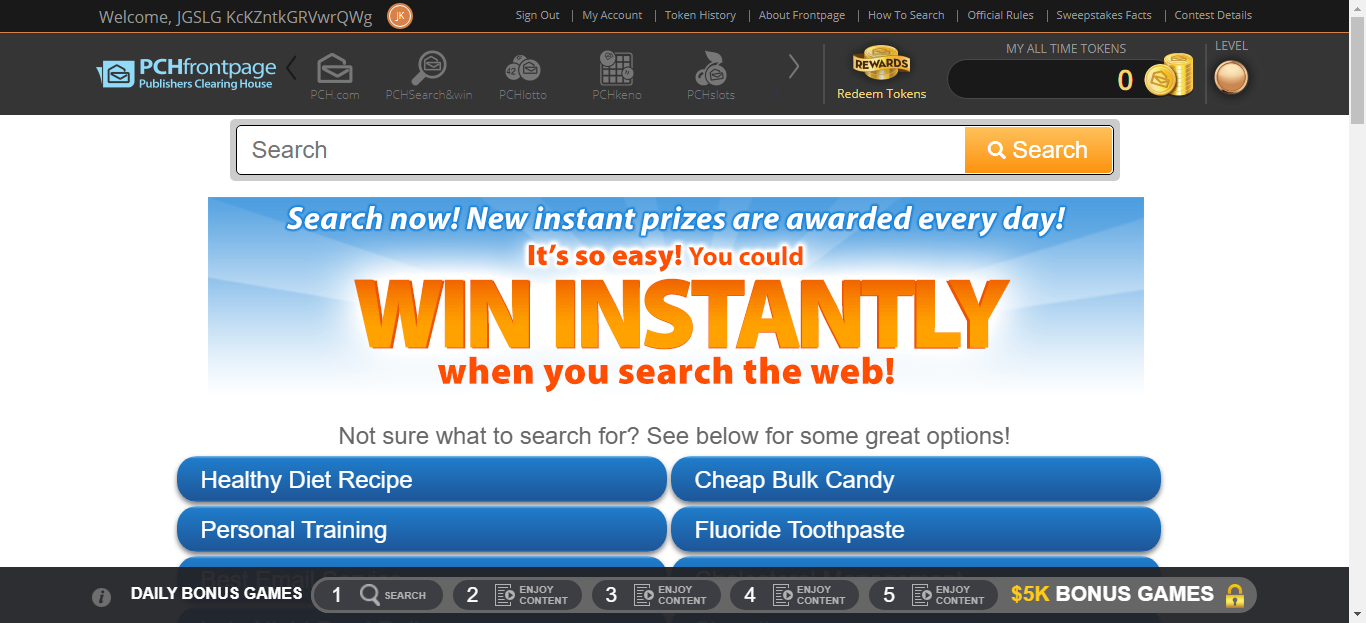 Welcome, JGSLG KcKZntkGRVwrQWg JK Sign Out | My Account | Token History | About Frontpage | How To Search | Official Rules | Sweepstakes Facts | Contest Details
PCHfrontpage
Publishers Clearing House
PCH.com PCHSearch&win PCHlotto PCHkeno PCHslots
42
REWARDS
Redeem Tokens
MY ALL TIME TOKENS
0
LEVEL
Search Search
Search now! New instant prizes are awarded every day!
It's so easy! You could
WIN INSTANTLY
when you search the web!
Not sure what to search for? See below for some great options!
Healthy Diet Recipe Cheap Bulk Candy
Personal Training Fluoride Toothpaste
DAILY BONUS GAMES 1 SEARCH 2 ENJOY CONTENT 3 ENJOY CONTENT 4 ENJOY CONTENT 5 ENJOY CONTENT $5K BONUS GAMES